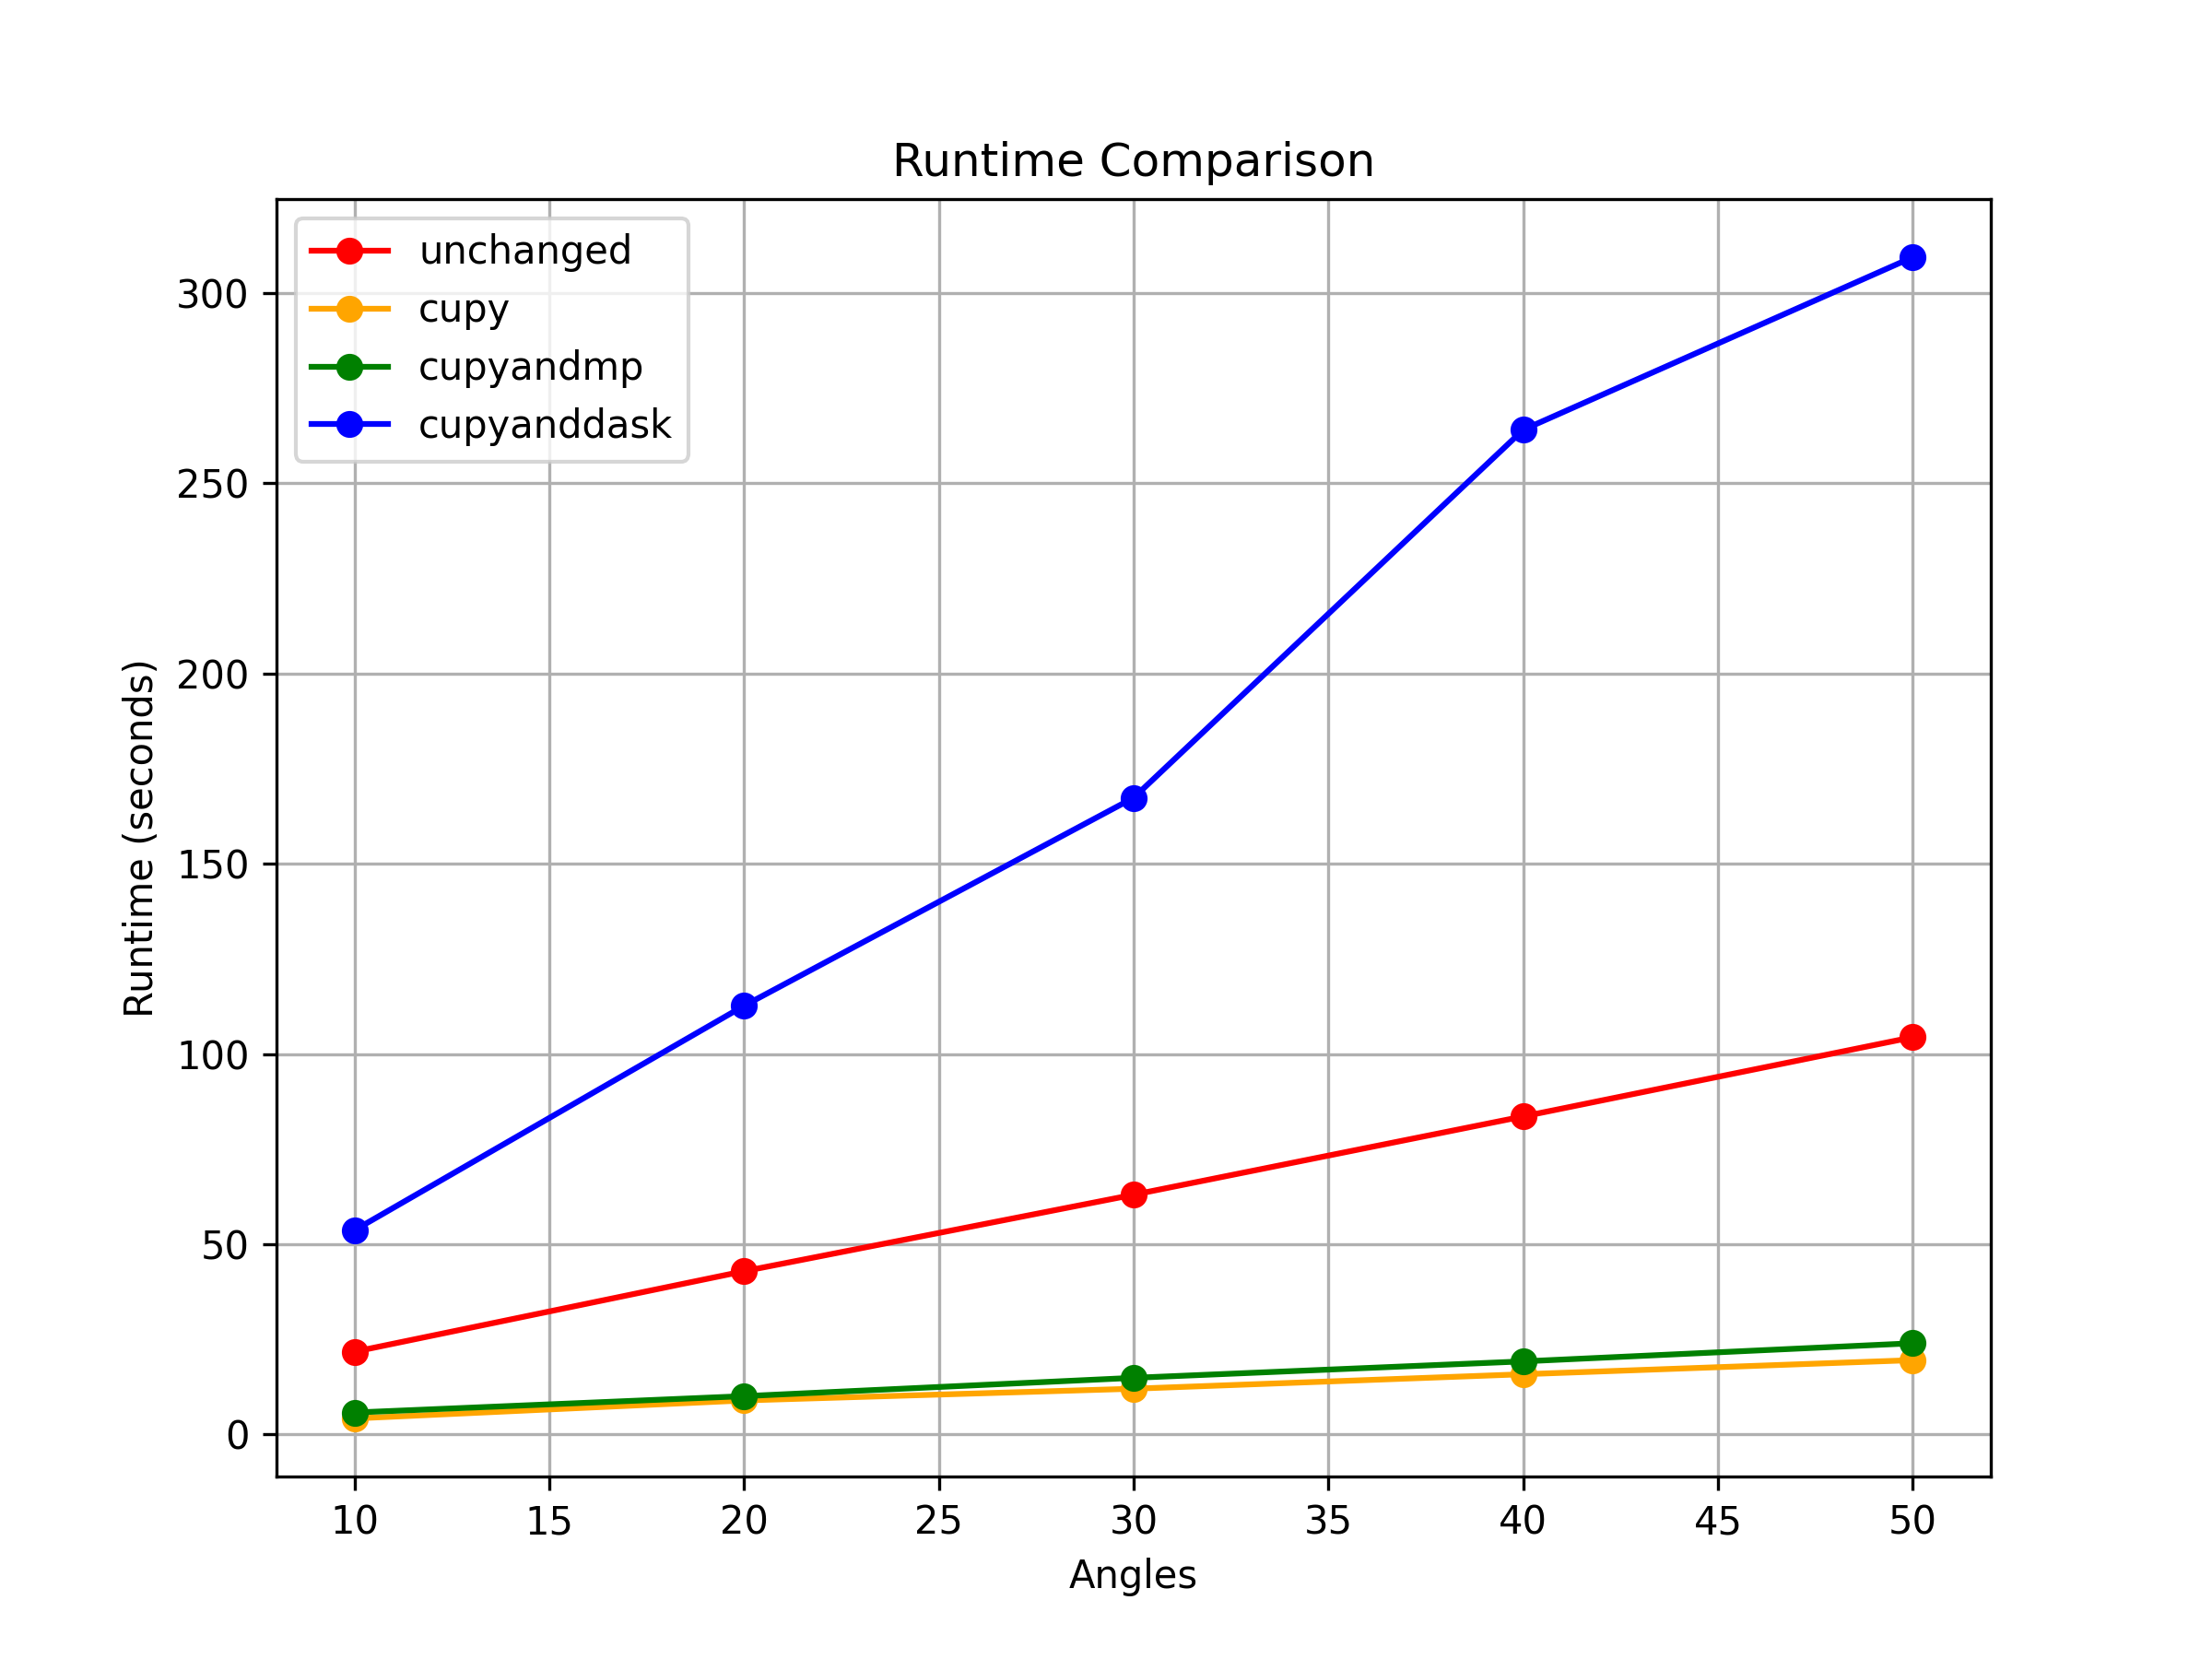 Runtime Comparison
unchanged
cupy
cupyandmp
cupyanddask
300
250
200
150
100
50
0
Runtime (seconds)
10 15 20 25 30 35 40 45 50
Angles